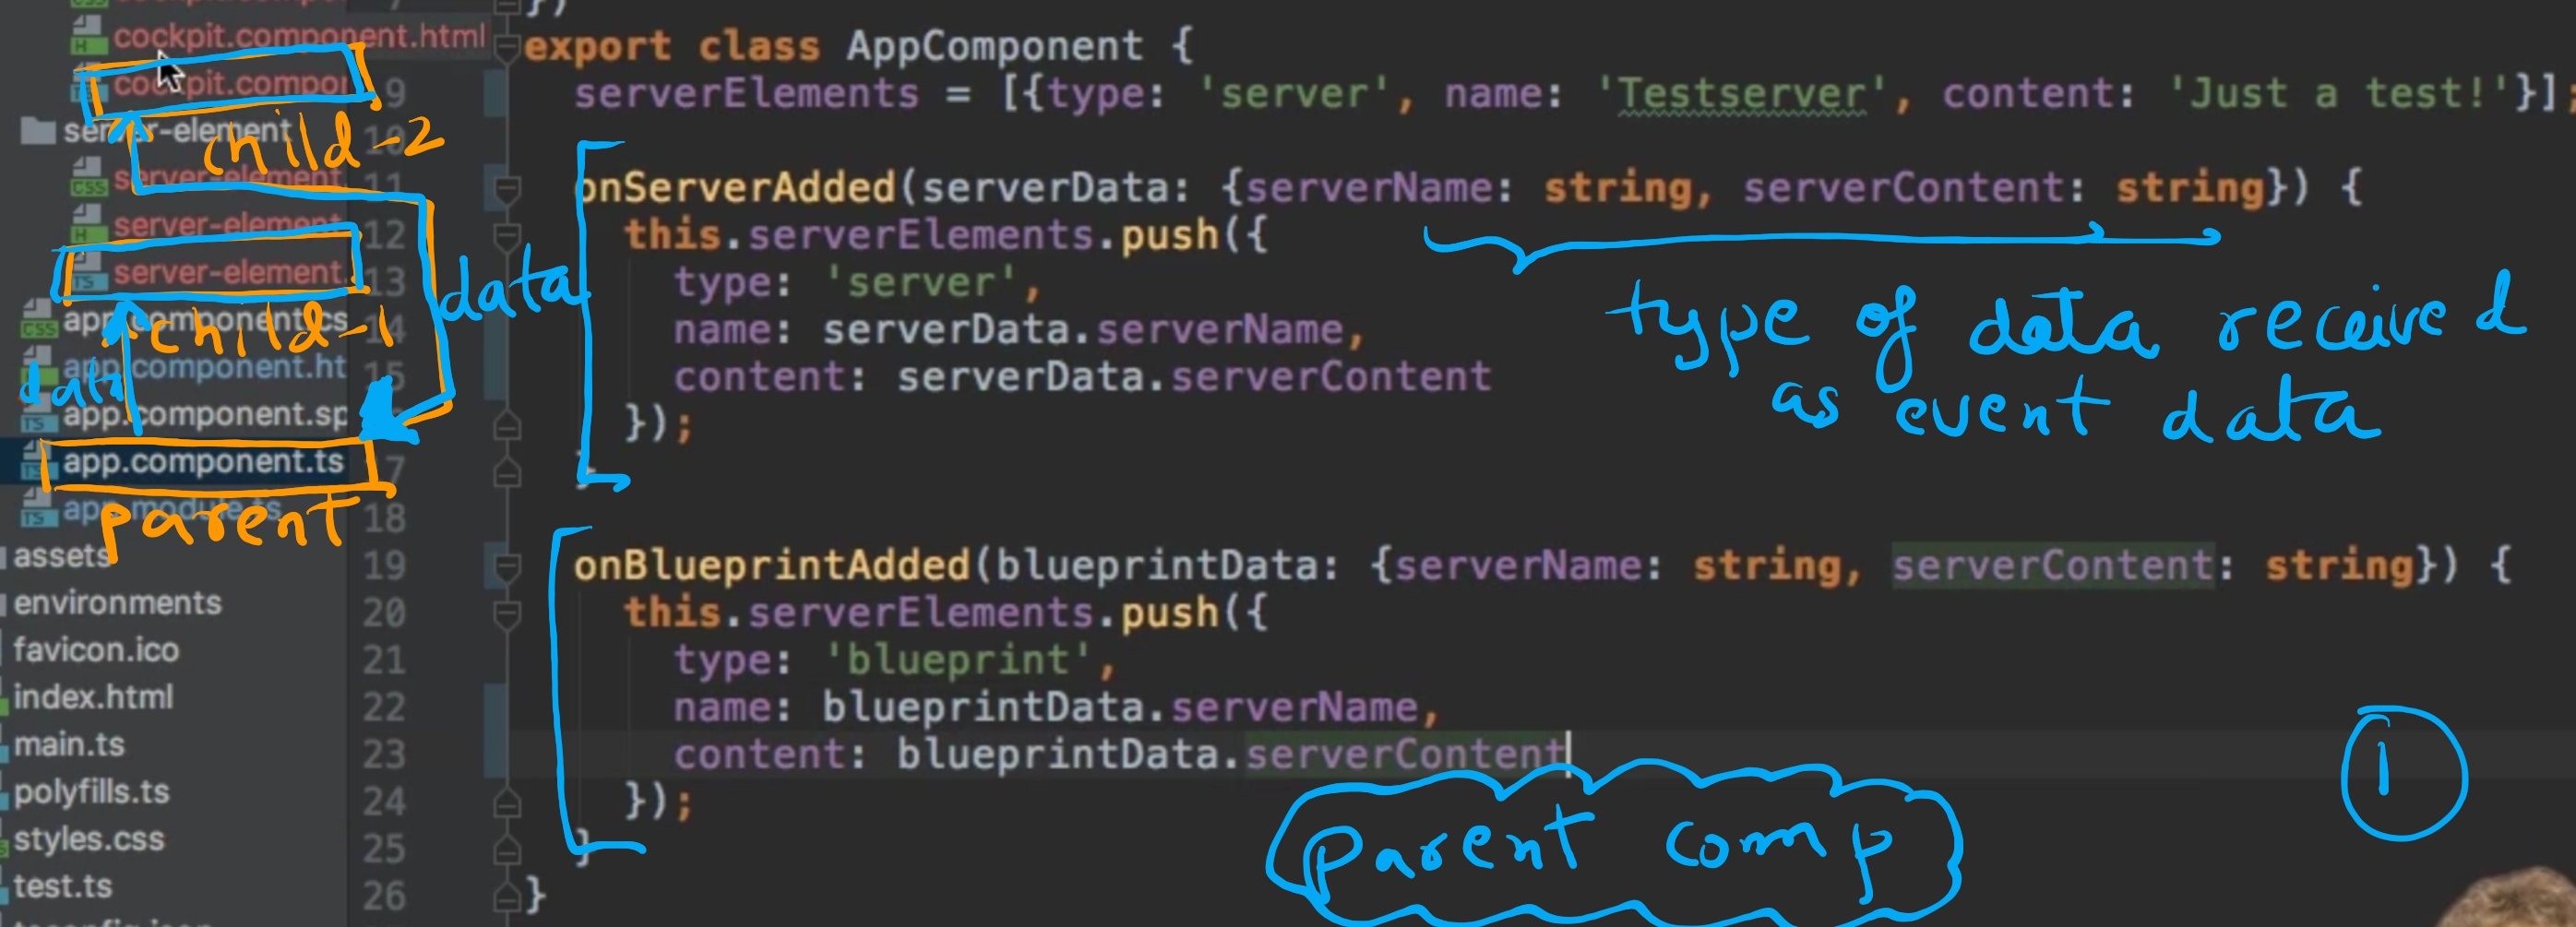 cockpit.component.html
cockpit.compor
server-element
child-2
server-element.
server-element.
server-element.
child-1
app.component.cs
app.component.ht
data
app.component.sp
app.component.ts
parent
app.module.ts
assets
environments
favicon.ico
index.html
main.ts
polyfills.ts
styles.css
test.ts
data
})
export class AppComponent {
9 serverElements = [{type: 'server', name: 'Testserver', content: 'Just a test!'}];
10
11 onServerAdded(serverData: {serverName: string, serverContent: string}) {
12 this.serverElements.push({
13 type: 'server',
14 name: serverData.serverName,
15 content: serverData.serverContent
});
7 }
18
19 onBlueprintAdded(blueprintData: {serverName: string, serverContent: string}) {
20 this.serverElements.push({
21 type: 'blueprint',
22 name: blueprintData.serverName,
23 content: blueprintData.serverContent
24 });
25 }
26 }
type of data received
as event data
parent comp
1